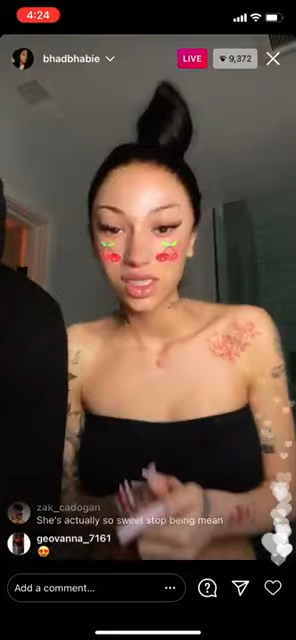 4:24
bhadbhabie
LIVE
9,372
zak_cadogan
She's actually so sweet stop being mean
geovanna_7161
😍
Add a comment...